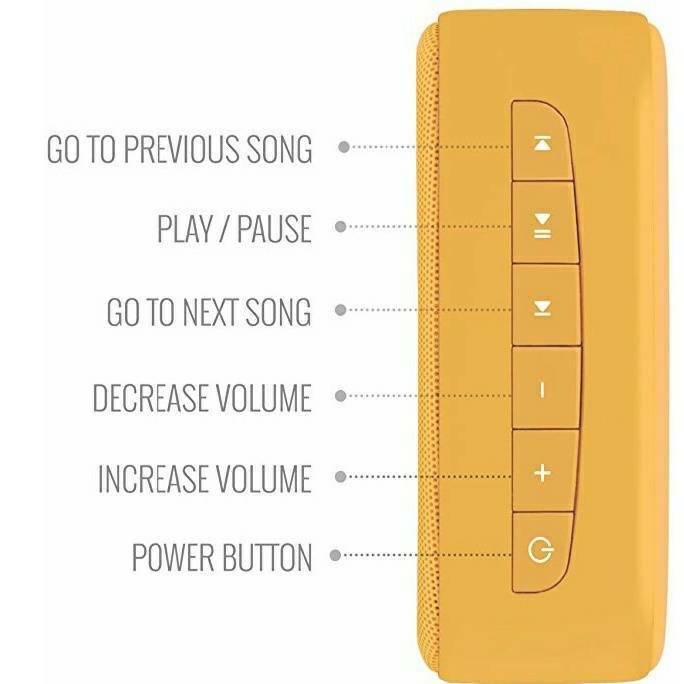 GO TO PREVIOUS SONG
PLAY / PAUSE
GO TO NEXT SONG
DECREASE VOLUME
INCREASE VOLUME
POWER BUTTON